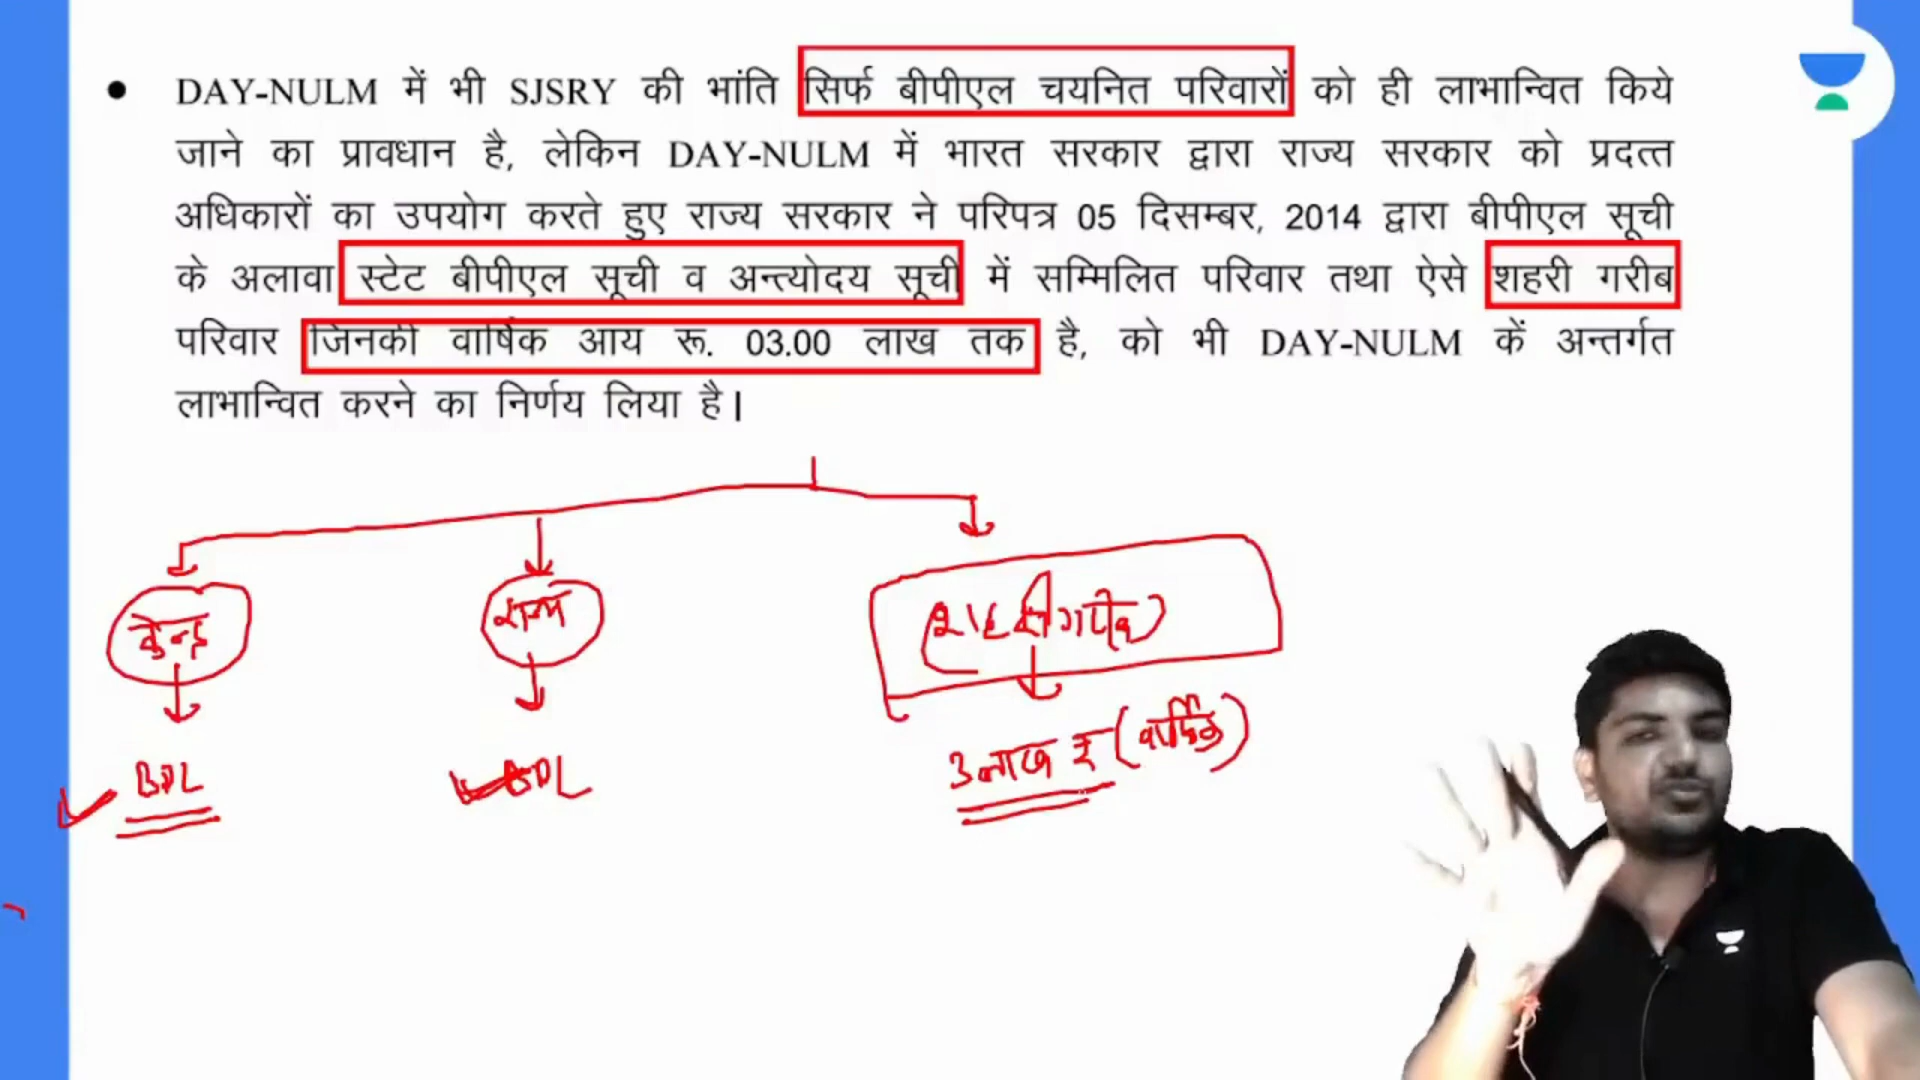 ● DAY-NULM में भी SJSRY की भांति सिर्फ बीपीएल चयनित परिवारों को ही लाभान्वित किये
जाने का प्रावधान है, लेकिन DAY-NULM में भारत सरकार द्वारा राज्य सरकार को प्रदत्त
अधिकारों का उपयोग करते हुए राज्य सरकार ने परिपत्र 05 दिसम्बर, 2014 द्वारा बीपीएल सूची
के अलावा स्टेट बीपीएल सूची व अन्त्योदय सूची में सम्मिलित परिवार तथा ऐसे शहरी गरीब
परिवार जिनकी वार्षिक आय रू. 03.00 लाख तक है, को भी DAY-NULM कें अन्तर्गत
लाभान्वित करने का निर्णय लिया है।
केन्द्र राज्य शहरी गरीब
BPL BPL 3 लाख रु (वार्षिक)